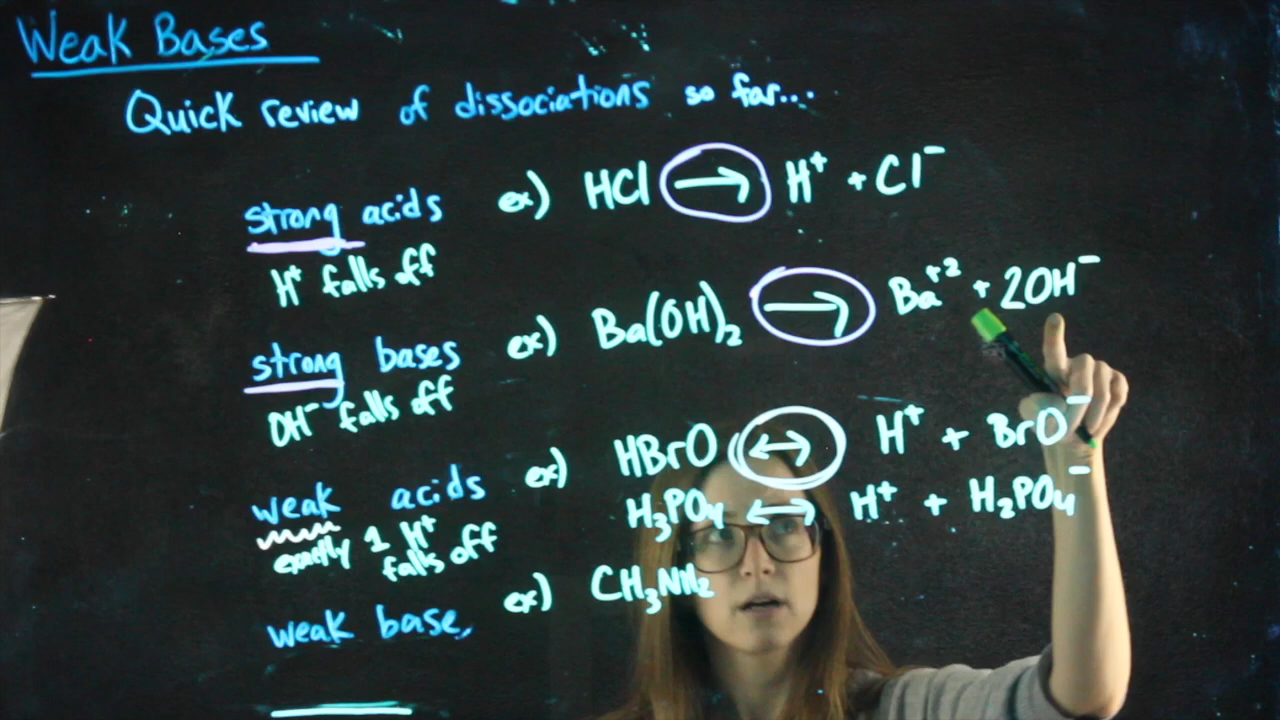 Weak Bases
Quick review of dissociations so far...
strong acids ex) HCl → H⁺ + Cl⁻
H⁺ falls off
strong bases ex) Ba(OH)₂ → Ba⁺² + 2OH⁻
OH⁻ falls off
weak acids ex) HBrO ↔ H⁺ + BrO⁻
H₃PO₄ ↔ H⁺ + H₂PO₄⁻
exactly 1 H⁺
falls off
weak base, ex) CH₃NH₂